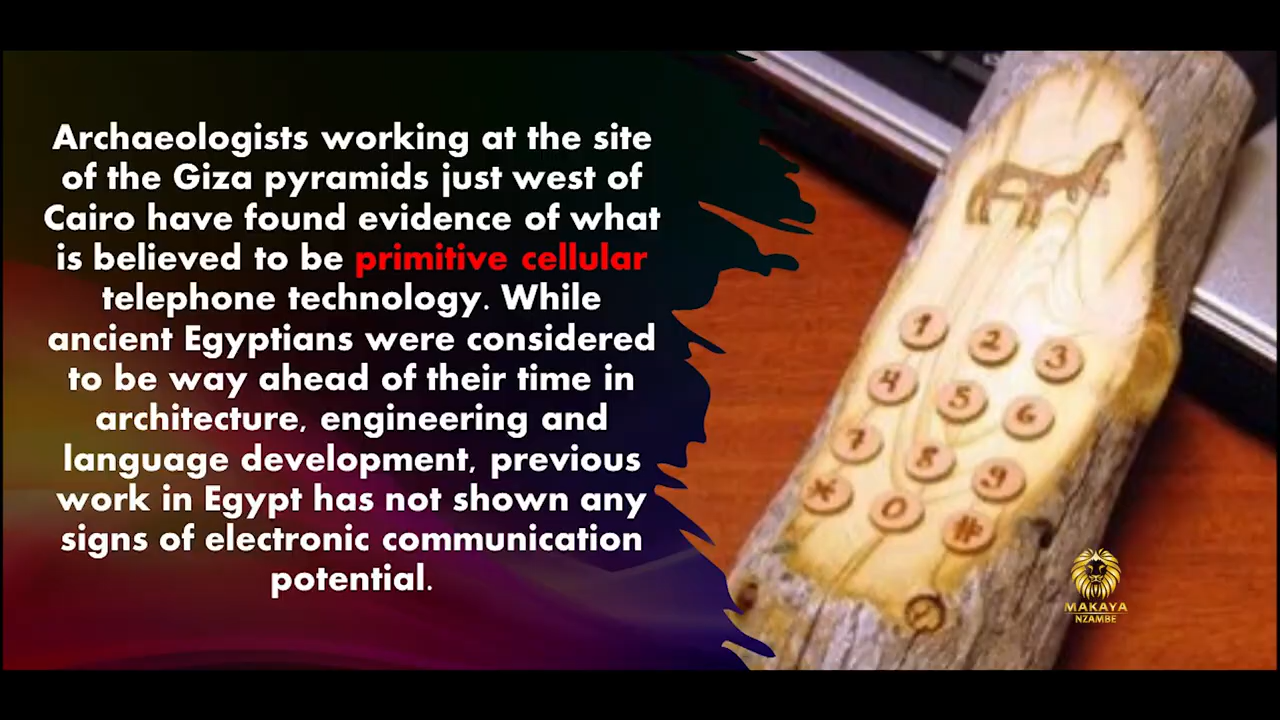 Archaeologists working at the site
of the Giza pyramids just west of
Cairo have found evidence of what
is believed to be primitive cellular
telephone technology. While
ancient Egyptians were considered
to be way ahead of their time in
architecture, engineering and
language development, previous
work in Egypt has not shown any
signs of electronic communication
potential.
1 2 3
4 5 6
7 8 9
* 0 #
MAKAYA
NZAMBE